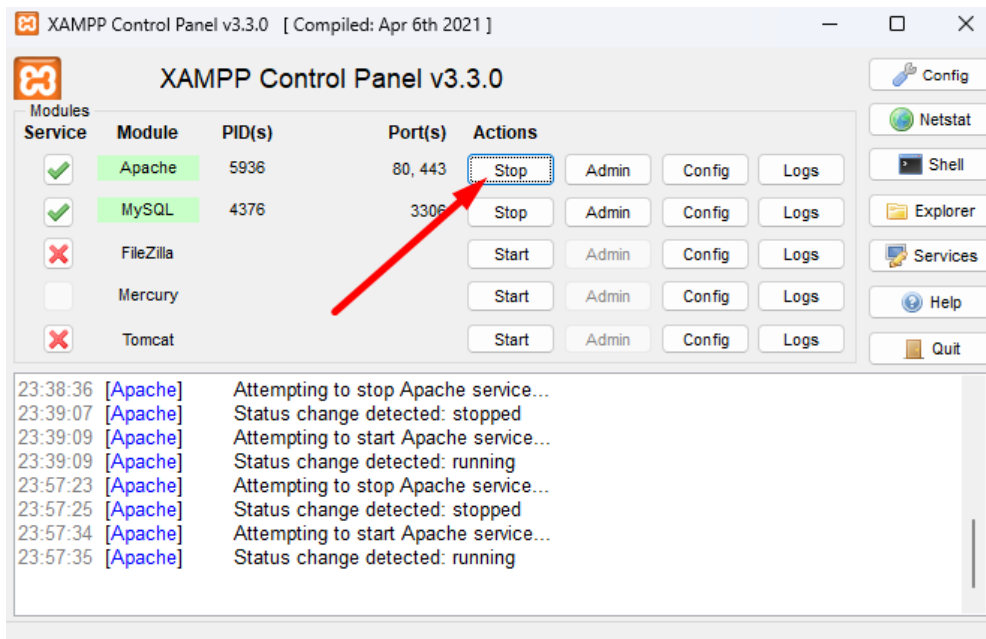 XAMPP Control Panel v3.3.0 [ Compiled: Apr 6th 2021 ]
XAMPP Control Panel v3.3.0
Config
Modules
Service Module PID(s) Port(s) Actions
Netstat
Apache 5936 80, 443 Stop Admin Config Logs
Shell
MySQL 4376 3306 Stop Admin Config Logs
Explorer
FileZilla Start Admin Config Logs
Services
Mercury Start Admin Config Logs
Help
Tomcat Start Admin Config Logs
Quit
23:38:36 [Apache] Attempting to stop Apache service...
23:39:07 [Apache] Status change detected: stopped
23:39:09 [Apache] Attempting to start Apache service...
23:39:09 [Apache] Status change detected: running
23:57:23 [Apache] Attempting to stop Apache service...
23:57:25 [Apache] Status change detected: stopped
23:57:34 [Apache] Attempting to start Apache service...
23:57:35 [Apache] Status change detected: running